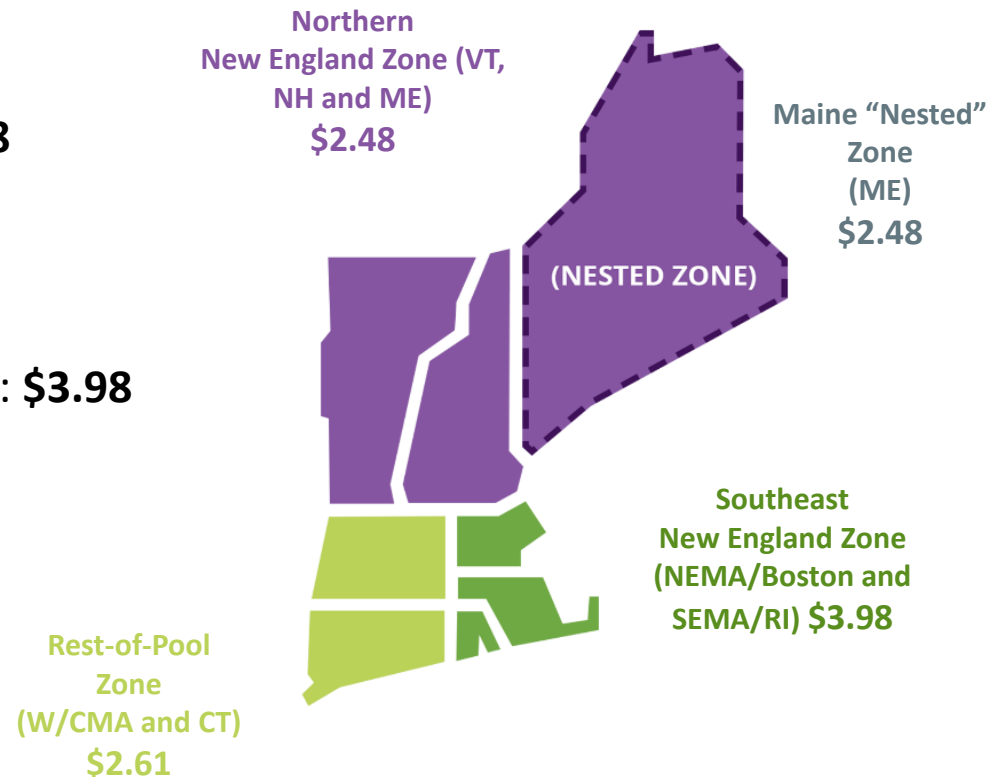 Northern
New England Zone (VT,
NH and ME)
$2.48
Maine “Nested”
Zone
(ME)
$2.48
(NESTED ZONE)
: $3.98
Southeast
New England Zone
(NEMA/Boston and
SEMA/RI) $3.98
Rest-of-Pool
Zone
(W/CMA and CT)
$2.61